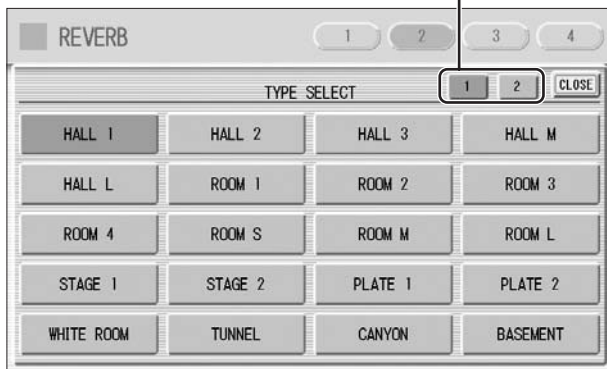 REVERB 1 2 3 4
TYPE SELECT 1 2 CLOSE
HALL 1 HALL 2 HALL 3 HALL M
HALL L ROOM 1 ROOM 2 ROOM 3
ROOM 4 ROOM S ROOM M ROOM L
STAGE 1 STAGE 2 PLATE 1 PLATE 2
WHITE ROOM TUNNEL CANYON BASEMENT